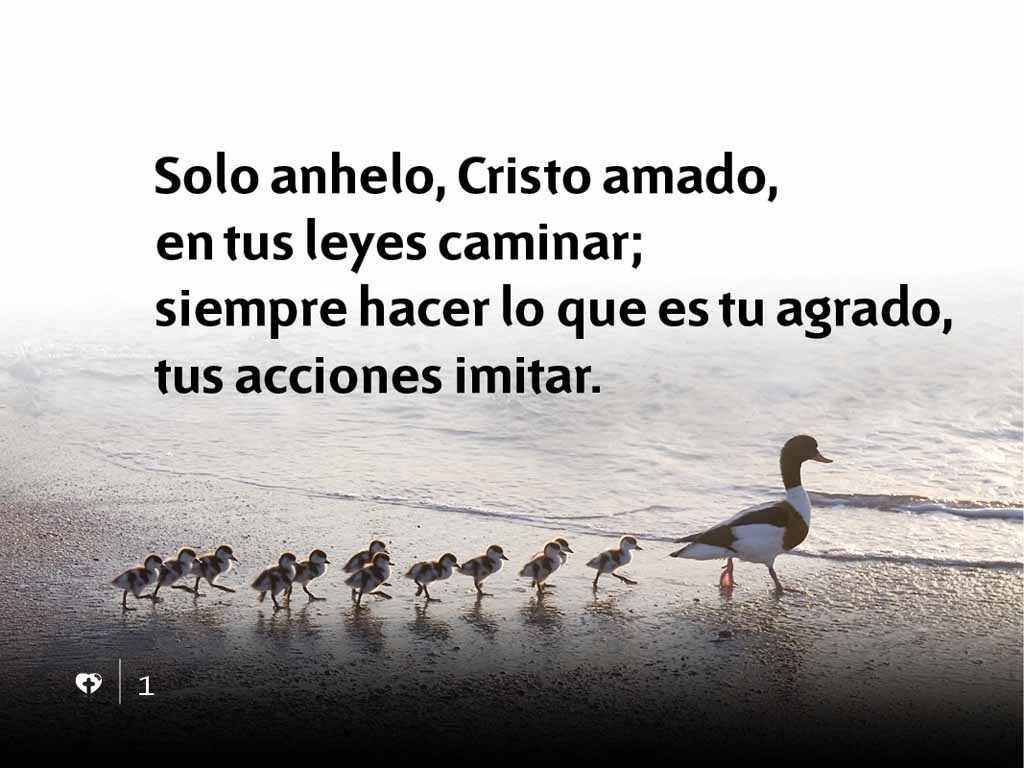 Solo anhelo, Cristo amado,
en tus leyes caminar;
siempre hacer lo que es tu agrado,
tus acciones imitar.
1